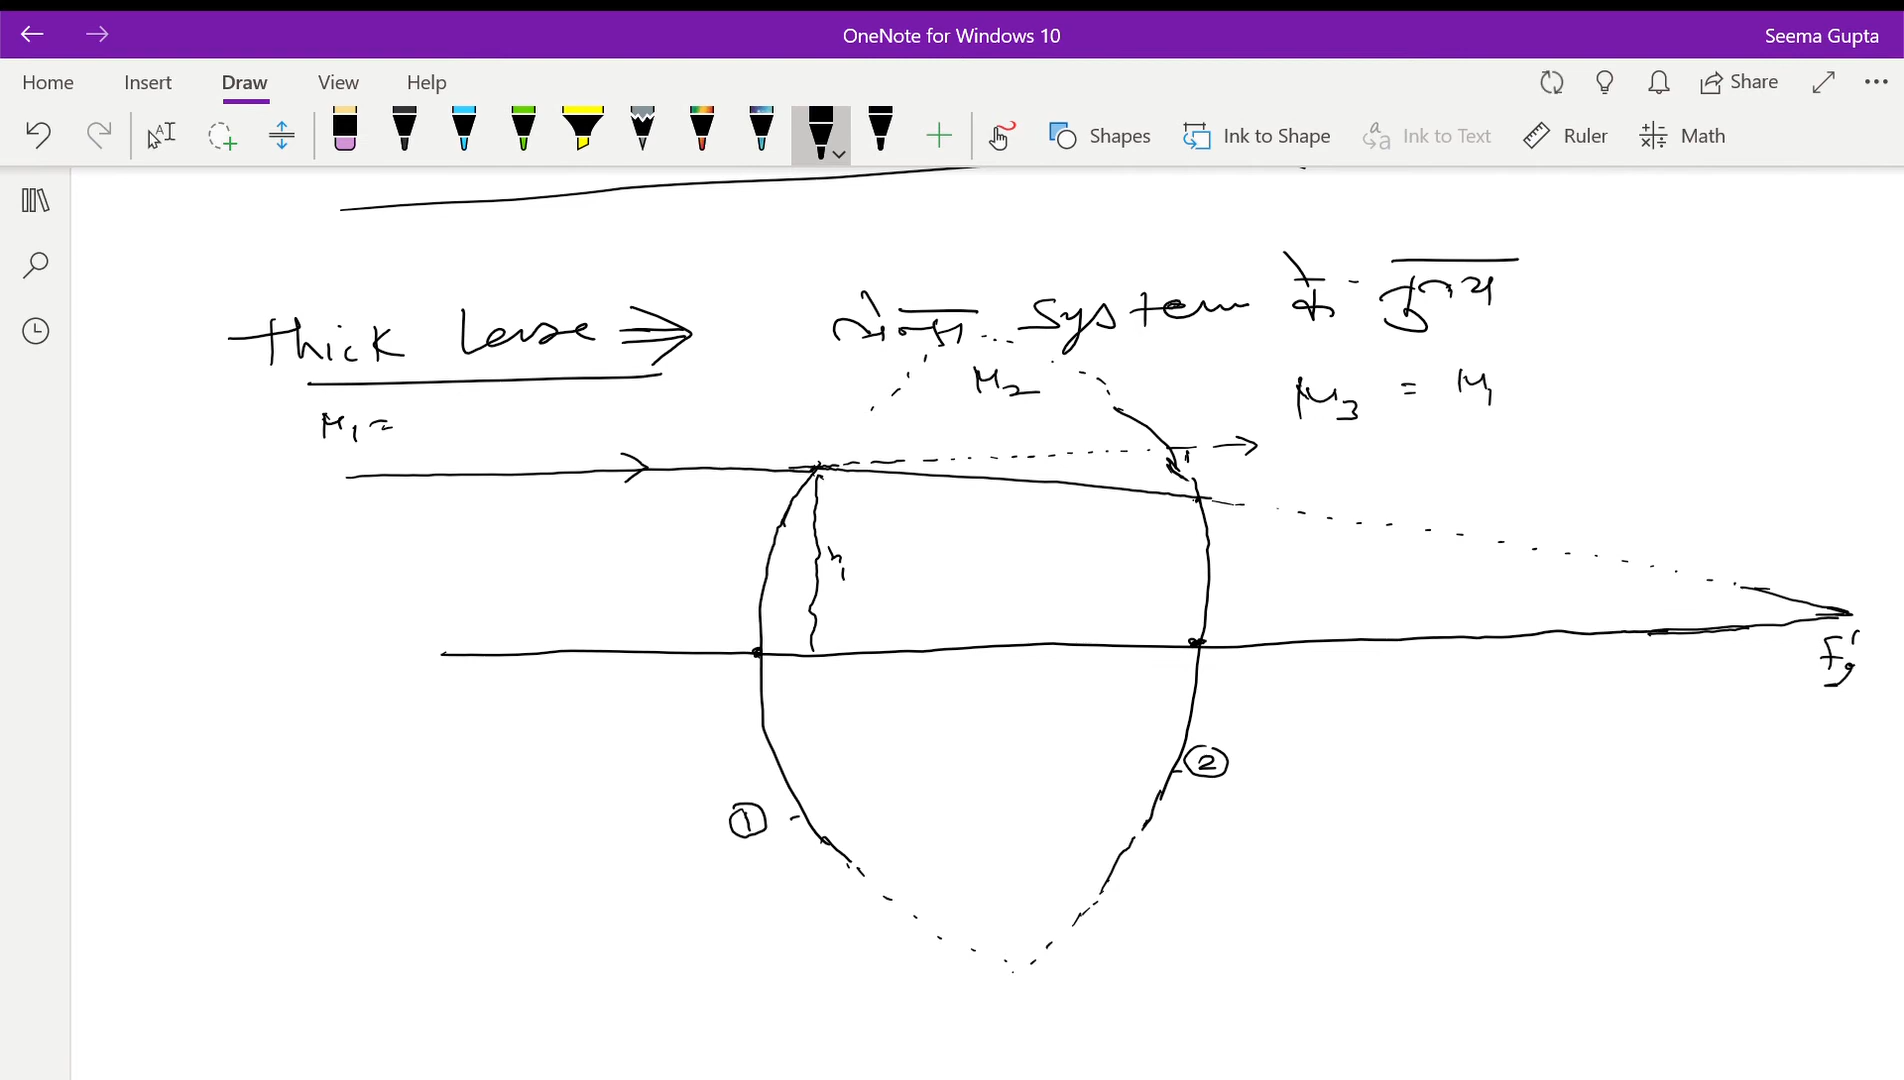 OneNote for Windows 10
Seema Gupta
Home Insert Draw View Help
Share
Shapes Ink to Shape Ink to Text Ruler Math
thick lense ⇒ system के
μ₂
μ₃ = μ₁
μ₁ =
h₁
①
②